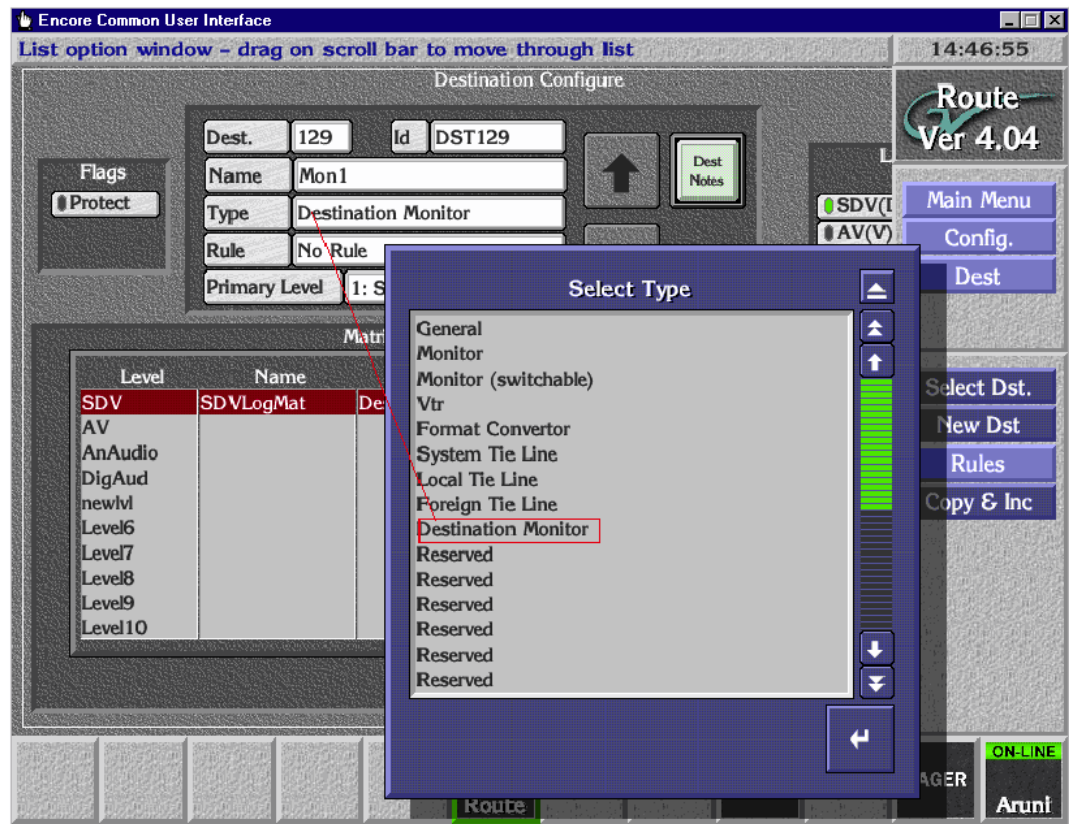 Encore Common User Interface
List option window - drag on scroll bar to move through list
14:46:55
Destination Configure
Route
Ver 4.04
Dest.
129
Id
DST129
Name
Mon1
Type
Destination Monitor
Rule
No Rule
Primary Level
1: S
Dest
Notes
Flags
Protect
L
SDV(D
AV(V)
Main Menu
Config.
Dest
Select Dst.
New Dst
Rules
Copy & Inc
Matri
Level
Name
SDV
SDVLogMat
De
AV
AnAudio
DigAud
newlvl
Level6
Level7
Level8
Level9
Level10
Select Type
General
Monitor
Monitor (switchable)
Vtr
Format Convertor
System Tie Line
Local Tie Line
Foreign Tie Line
Destination Monitor
Reserved
Reserved
Reserved
Reserved
Reserved
Reserved
Route
AGER
ON-LINE
Aruni